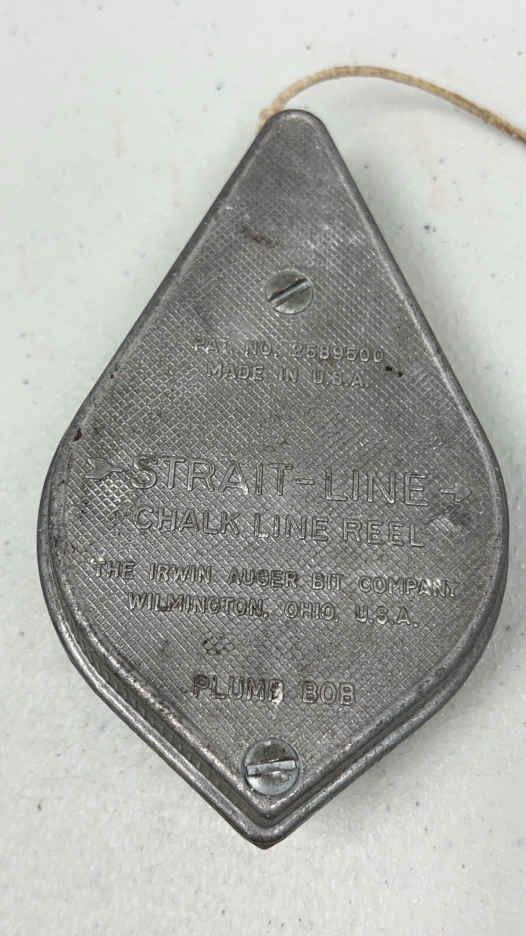 PAT. NO. 2589500
MADE IN U.S.A.
STRAIT-LINE
CHALK LINE REEL
THE IRWIN AUGER BIT COMPANY
WILMINGTON, OHIO, U.S.A.
PLUMB BOB